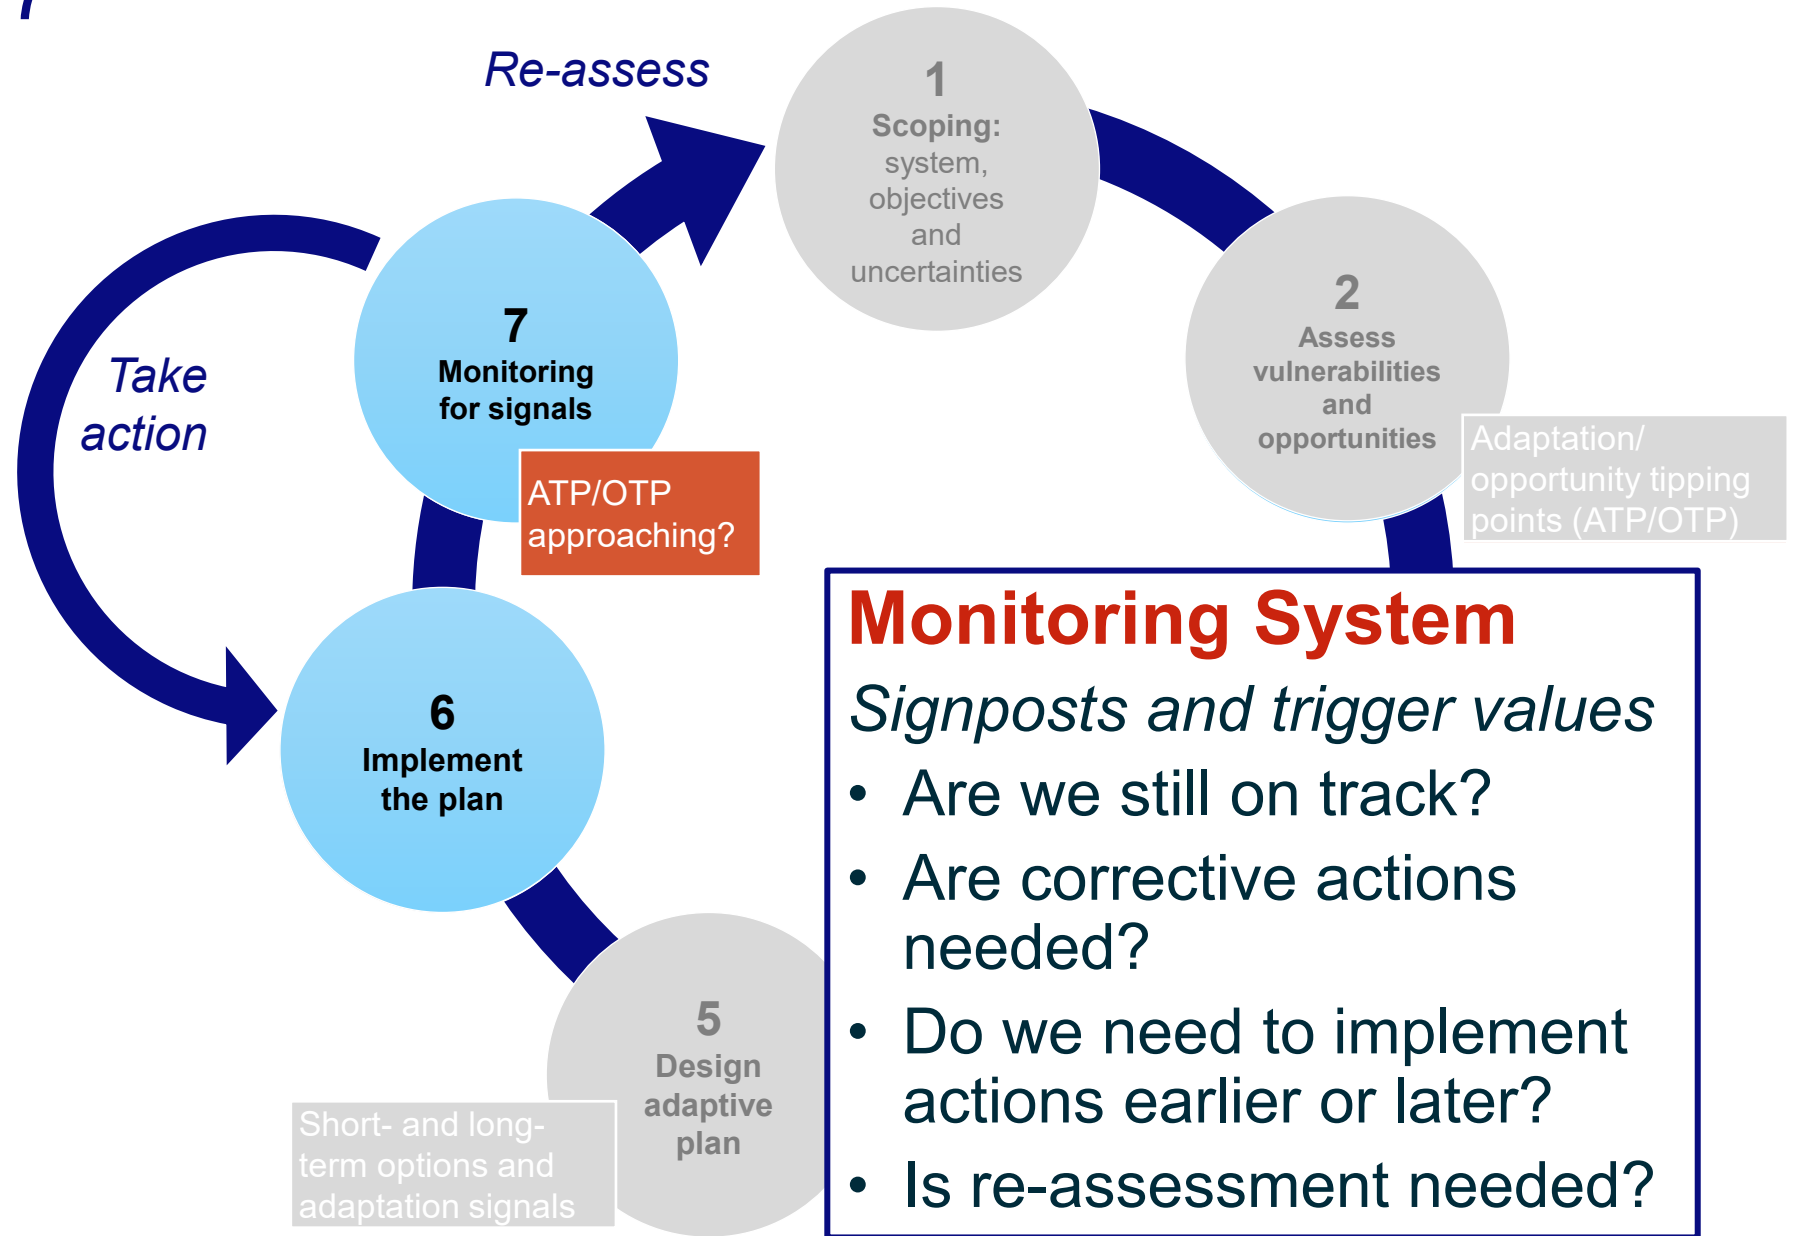 Re-assess
1
Scoping:
system,
objectives
and
uncertainties
2
Assess
vulnerabilities
and
opportunities
Adaptation/
opportunity tipping
points (ATP/OTP)
7
Monitoring
for signals
ATP/OTP
approaching?
Take
action
6
Implement
the plan
5
Design
adaptive
plan
Short- and long-
term options and
adaptation signals
Monitoring System
Signposts and trigger values
• Are we still on track?
• Are corrective actions
needed?
• Do we need to implement
actions earlier or later?
• Is re-assessment needed?